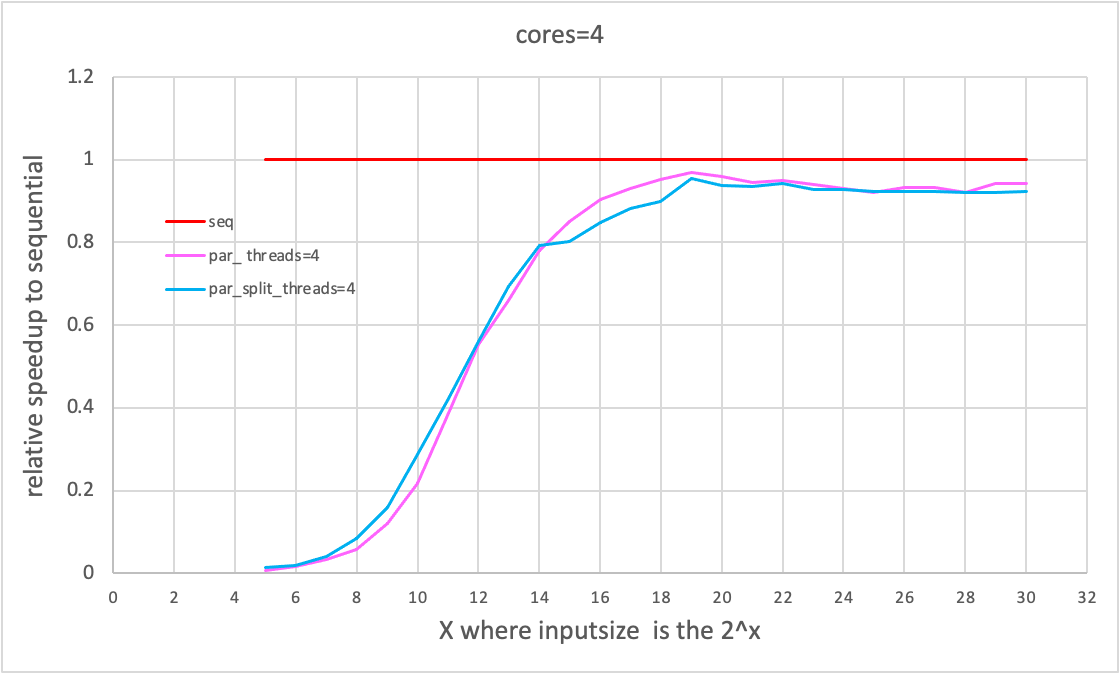 cores=4
relative speedup to sequential
1.2
1
0.8
0.6
0.4
0.2
0
seq
par_ threads=4
par_split_threads=4
0 2 4 6 8 10 12 14 16 18 20 22 24 26 28 30 32
X where inputsize  is the 2^x